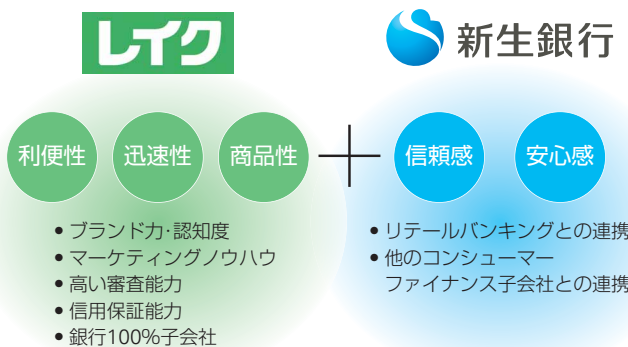 レイク
新生銀行
利便性
迅速性
商品性
信頼感
安心感
• ブランド力・認知度
• マーケティングノウハウ
• 高い審査能力
• 信用保証能力
• 銀行100%子会社
• リテールバンキングとの連携
• 他のコンシューマー
ファイナンス子会社との連携